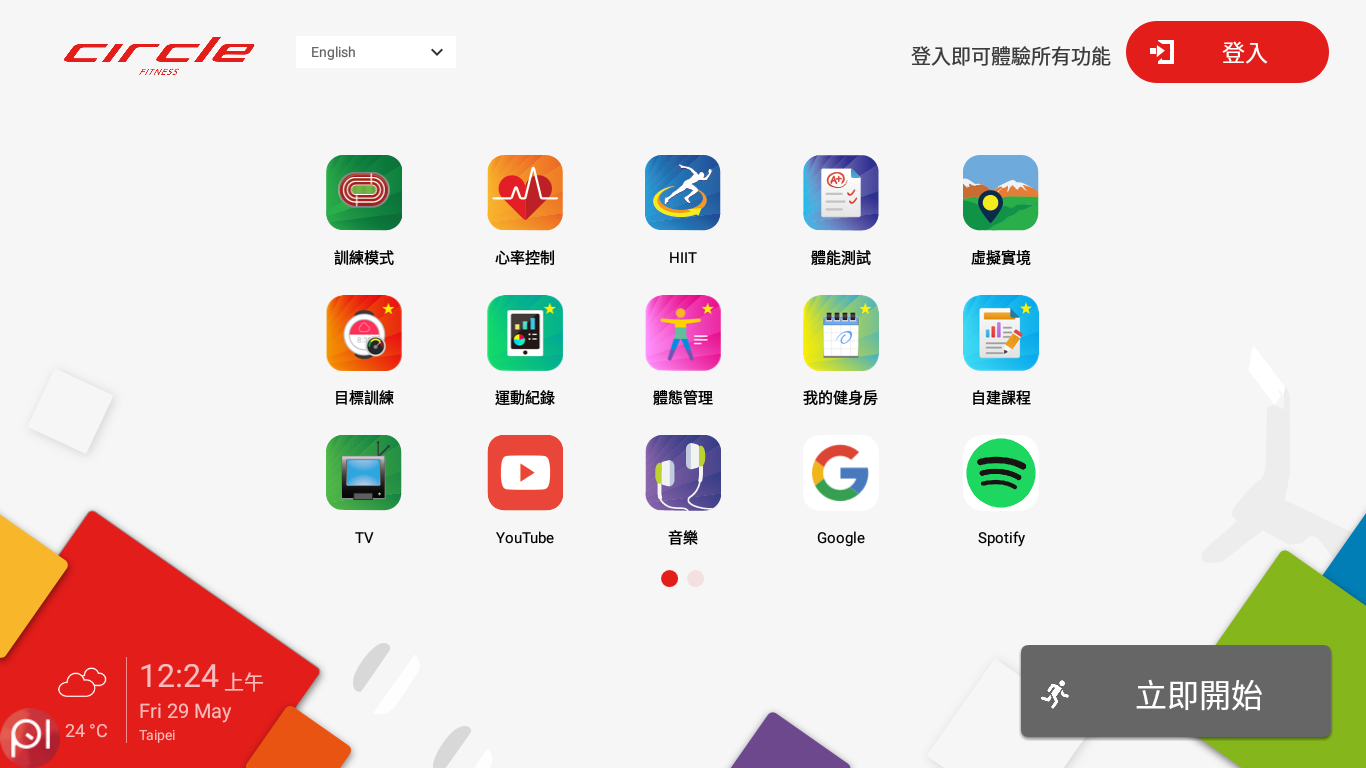 circle
FITNESS
English
登入即可體驗所有功能
登入
訓練模式
心率控制
HIIT
體能測試
虛擬實境
目標訓練
運動紀錄
體態管理
我的健身房
自建課程
TV
YouTube
音樂
Google
Spotify
12:24 上午
Fri 29 May
24 °C
Taipei
立即開始